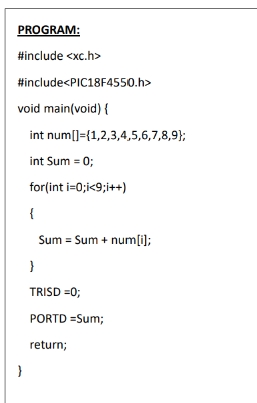 PROGRAM:
#include <xc.h>
#include<PIC18F4550.h>
void main(void) {
int num[]={1,2,3,4,5,6,7,8,9};
int Sum = 0;
for(int i=0;i<9;i++)
{
Sum = Sum + num[i];
}
TRISD =0;
PORTD =Sum;
return;
}